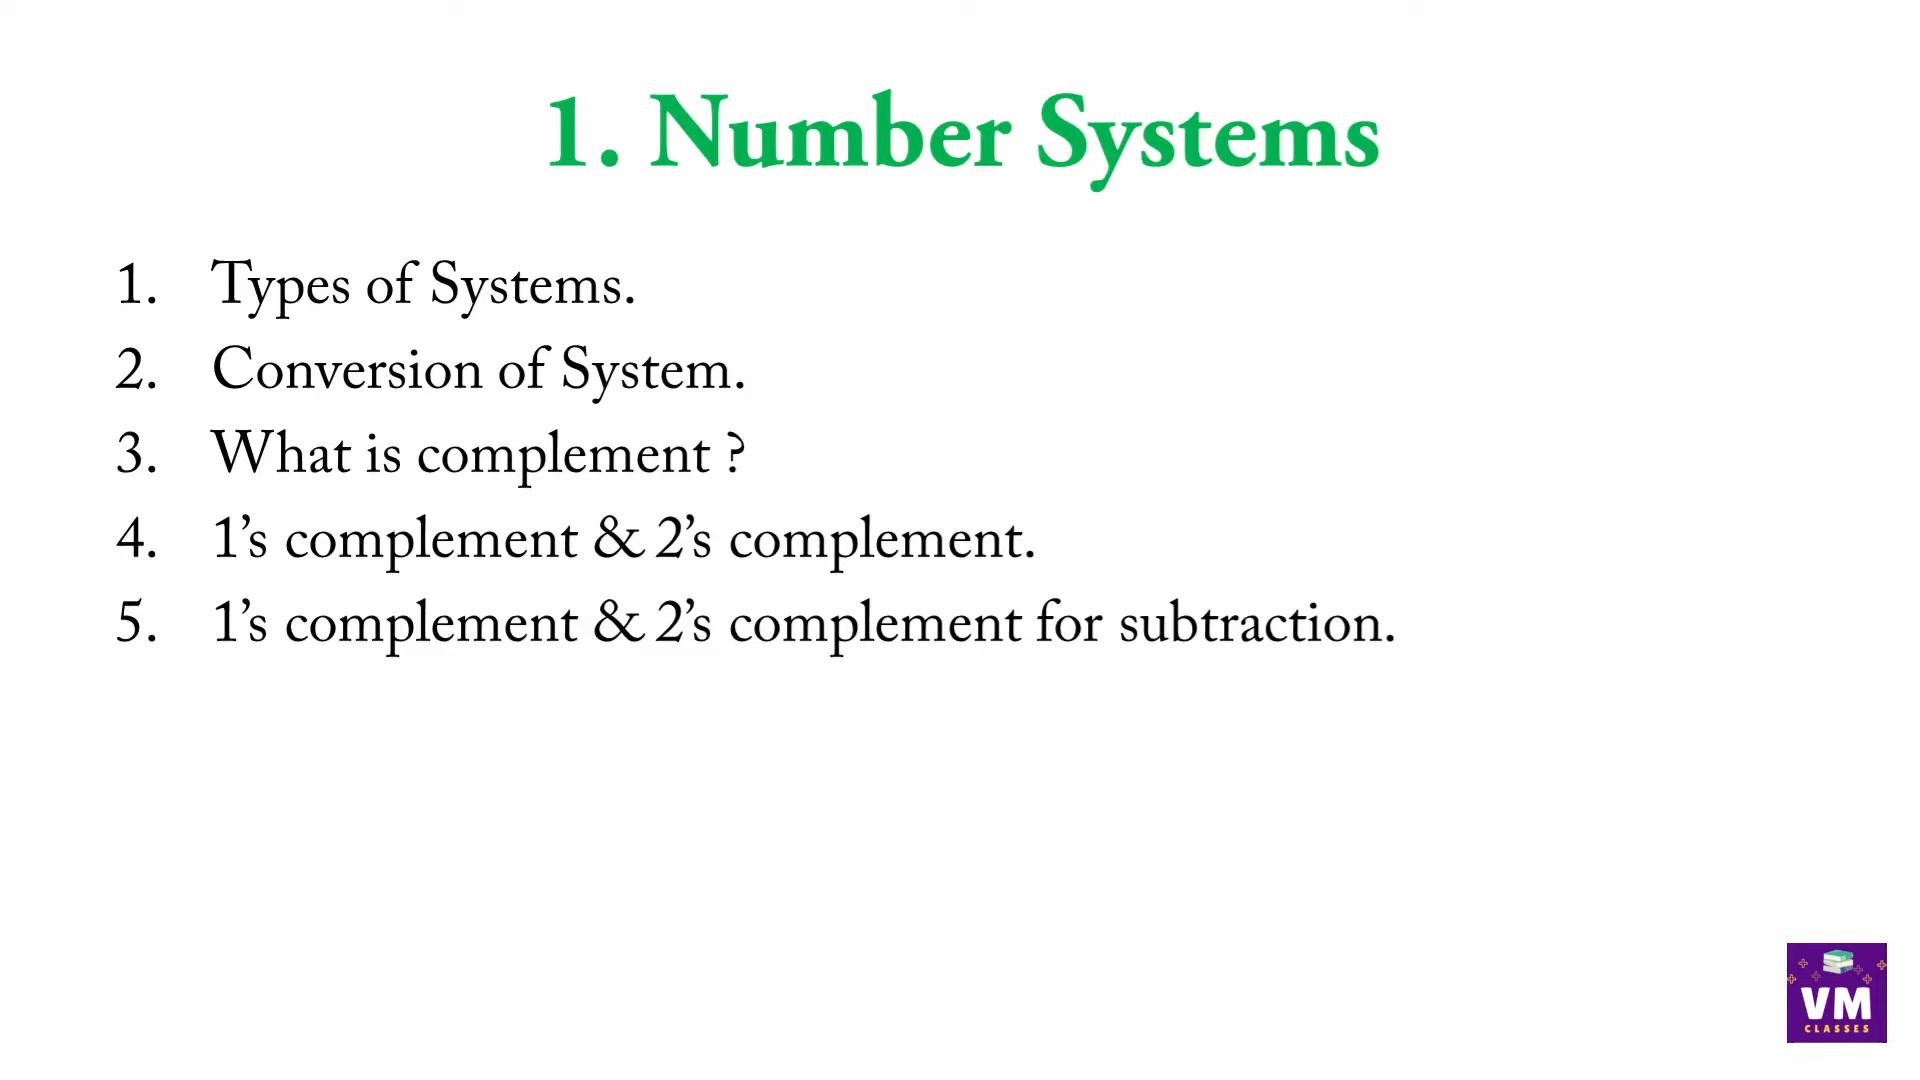 1. Number Systems
1. Types of Systems.
2. Conversion of System.
3. What is complement ?
4. 1’s complement & 2’s complement.
5. 1’s complement & 2’s complement for subtraction.
VM
CLASSES